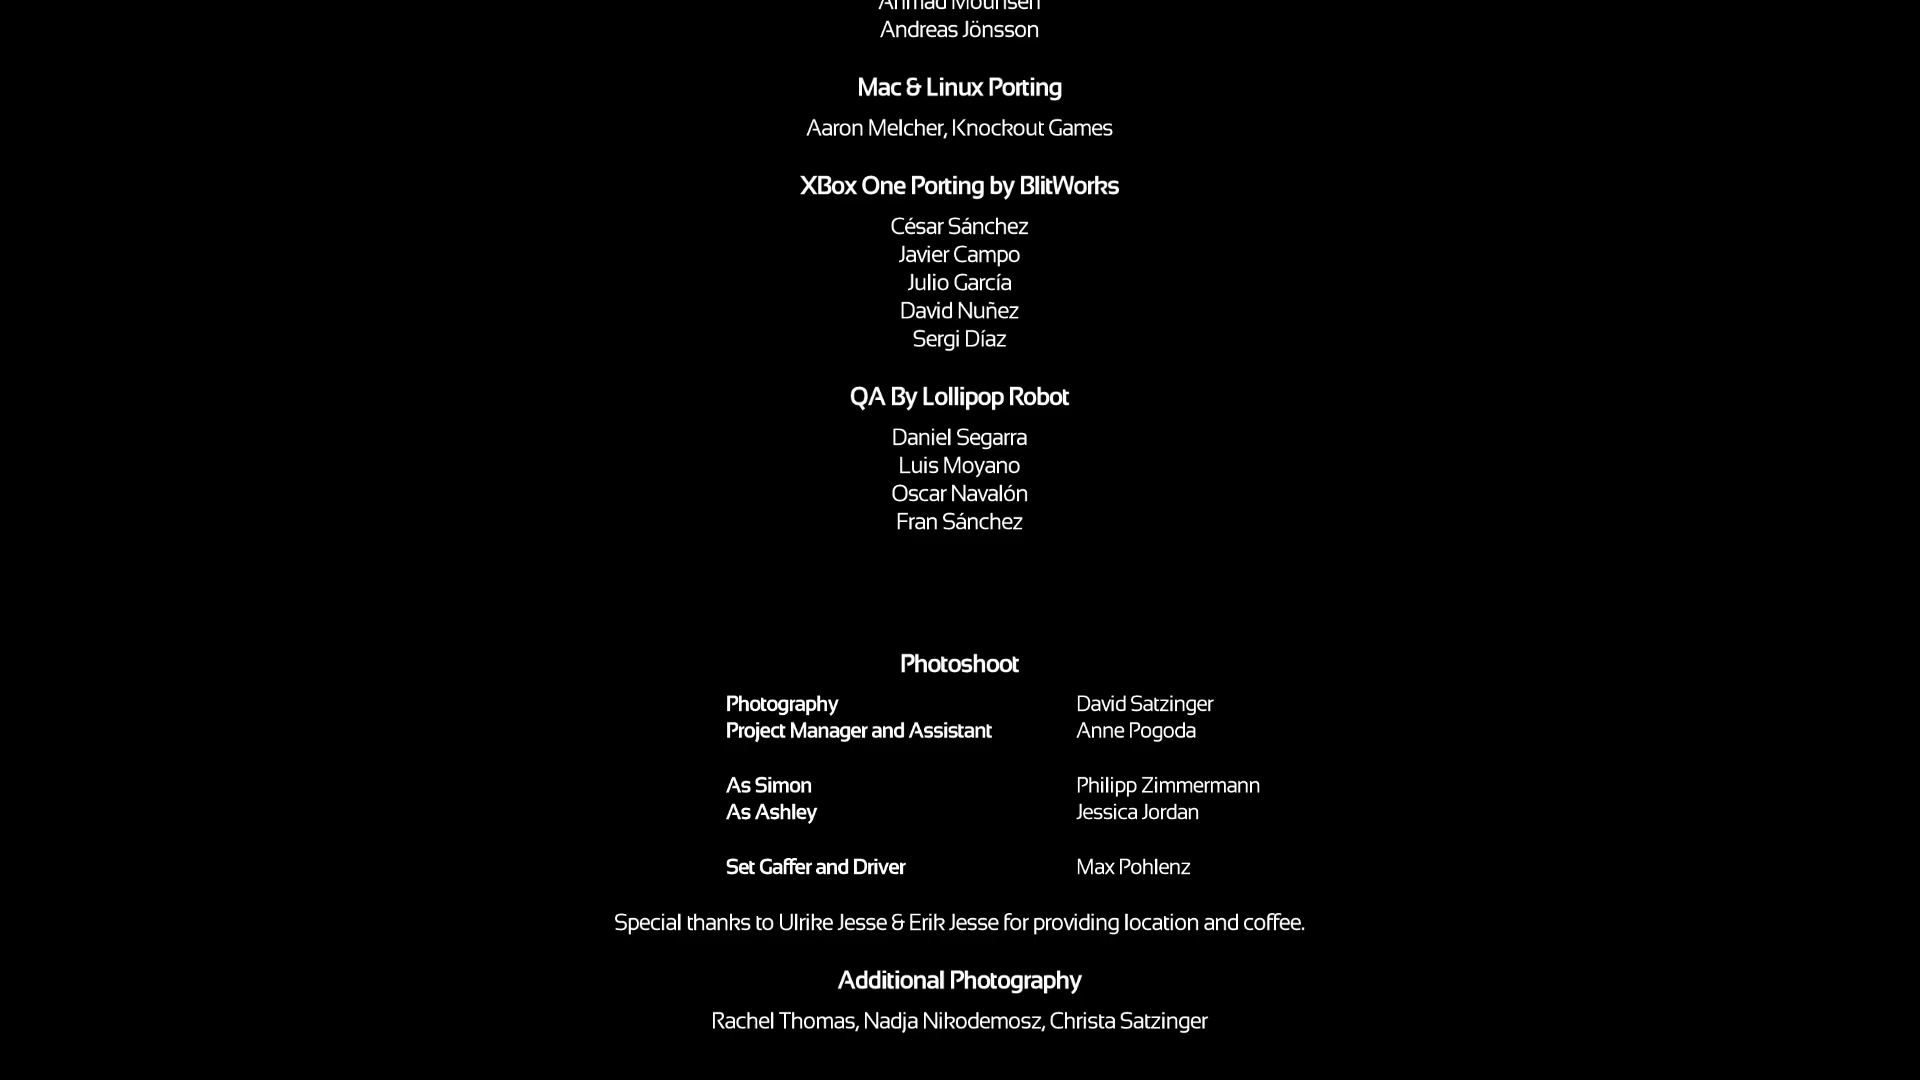 Ahmad Mouhsen
Andreas Jönsson
Mac & Linux Porting
Aaron Melcher, Knockout Games
XBox One Porting by BlitWorks
César Sánchez
Javier Campo
Julio García
David Nuñez
Sergi Díaz
QA By Lollipop Robot
Daniel Segarra
Luis Moyano
Oscar Navalón
Fran Sánchez
Photoshoot
Photography David Satzinger
Project Manager and Assistant Anne Pogoda
As Simon Philipp Zimmermann
As Ashley Jessica Jordan
Set Gaffer and Driver Max Pohlenz
Special thanks to Ulrike Jesse & Erik Jesse for providing location and coffee.
Additional Photography
Rachel Thomas, Nadja Nikodemosz, Christa Satzinger